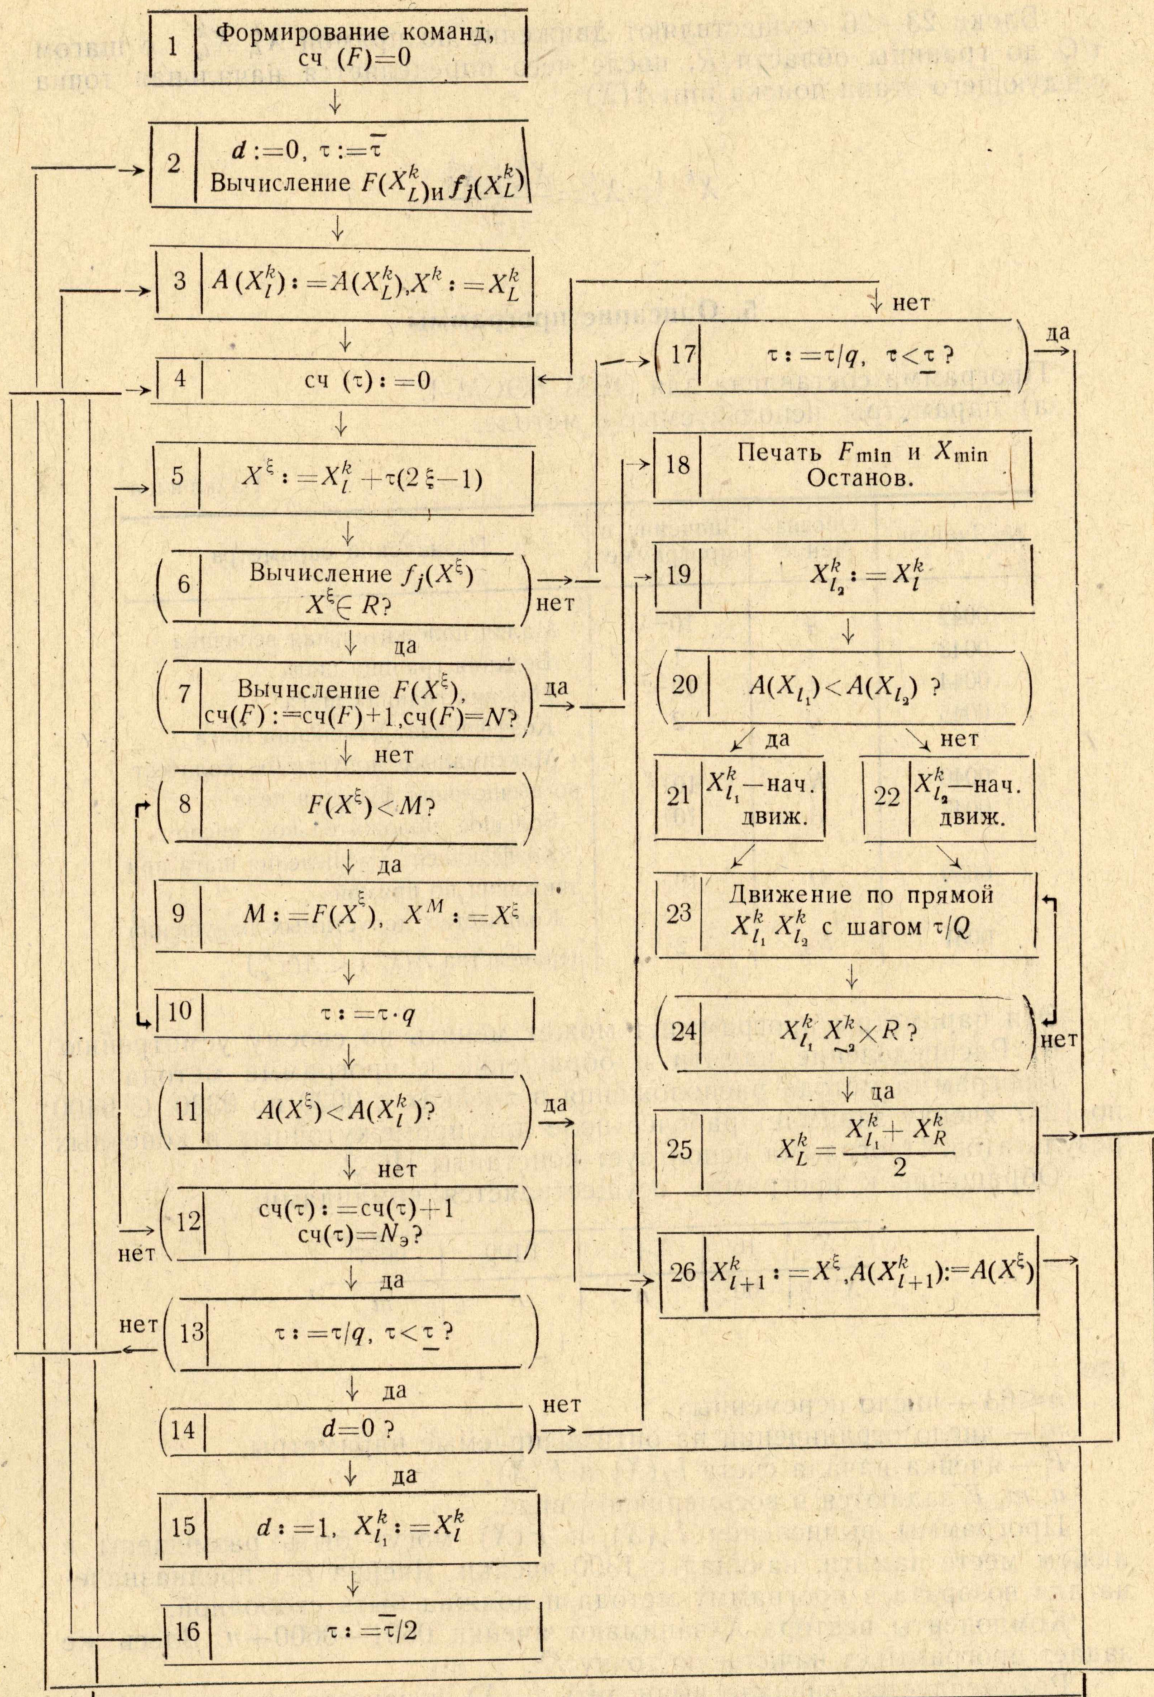 1 Формирование команд,
сч (F)=0
2 d :=0, τ :=τ̅
Вычисление F(X_L^k) и f_j(X_L^k)
3 A(X_l^k) := A(X_L^k), X^k := X_L^k
4 сч (τ) :=0
5 X^ξ := X_l^k + τ(2ξ−1)
6 Вычисление f_j(X^ξ)
X^ξ ∈ R?
нет
да
7 Вычисление F(X^ξ),
сч(F) :=сч(F)+1, сч(F)=N?
да
нет
8 F(X^ξ) < M?
да
9 M := F(X^ξ), X^M := X^ξ
10 τ := τ·q
11 A(X^ξ) < A(X_l^k)?
да
нет
12 сч(τ) := сч(τ)+1
сч(τ)=N_э?
нет
да
13 τ := τ/q, τ < τ̲ ?
нет
да
14 d=0 ?
нет
да
15 d := 1, X_{l_1}^k := X_l^k
16 τ := τ̅/2
нет
17 τ := τ/q, τ < τ̲ ?
да
18 Печать F_min и X_min
Останов.
19 X_{l_2}^k := X_l^k
20 A(X_{l_1}) < A(X_{l_2}) ?
да
нет
21 X_{l_1}^k — нач.
движ.
22 X_{l_2}^k — нач.
движ.
23 Движение по прямой
X_{l_1}^k X_{l_2}^k с шагом τ/Q
24 X_{l_1}^k X_2^k × R ?
нет
да
25 X_L^k = (X_{l_1}^k + X_R^k)/2
26 X_{l+1}^k := X^ξ, A(X_{l+1}^k) := A(X^ξ)